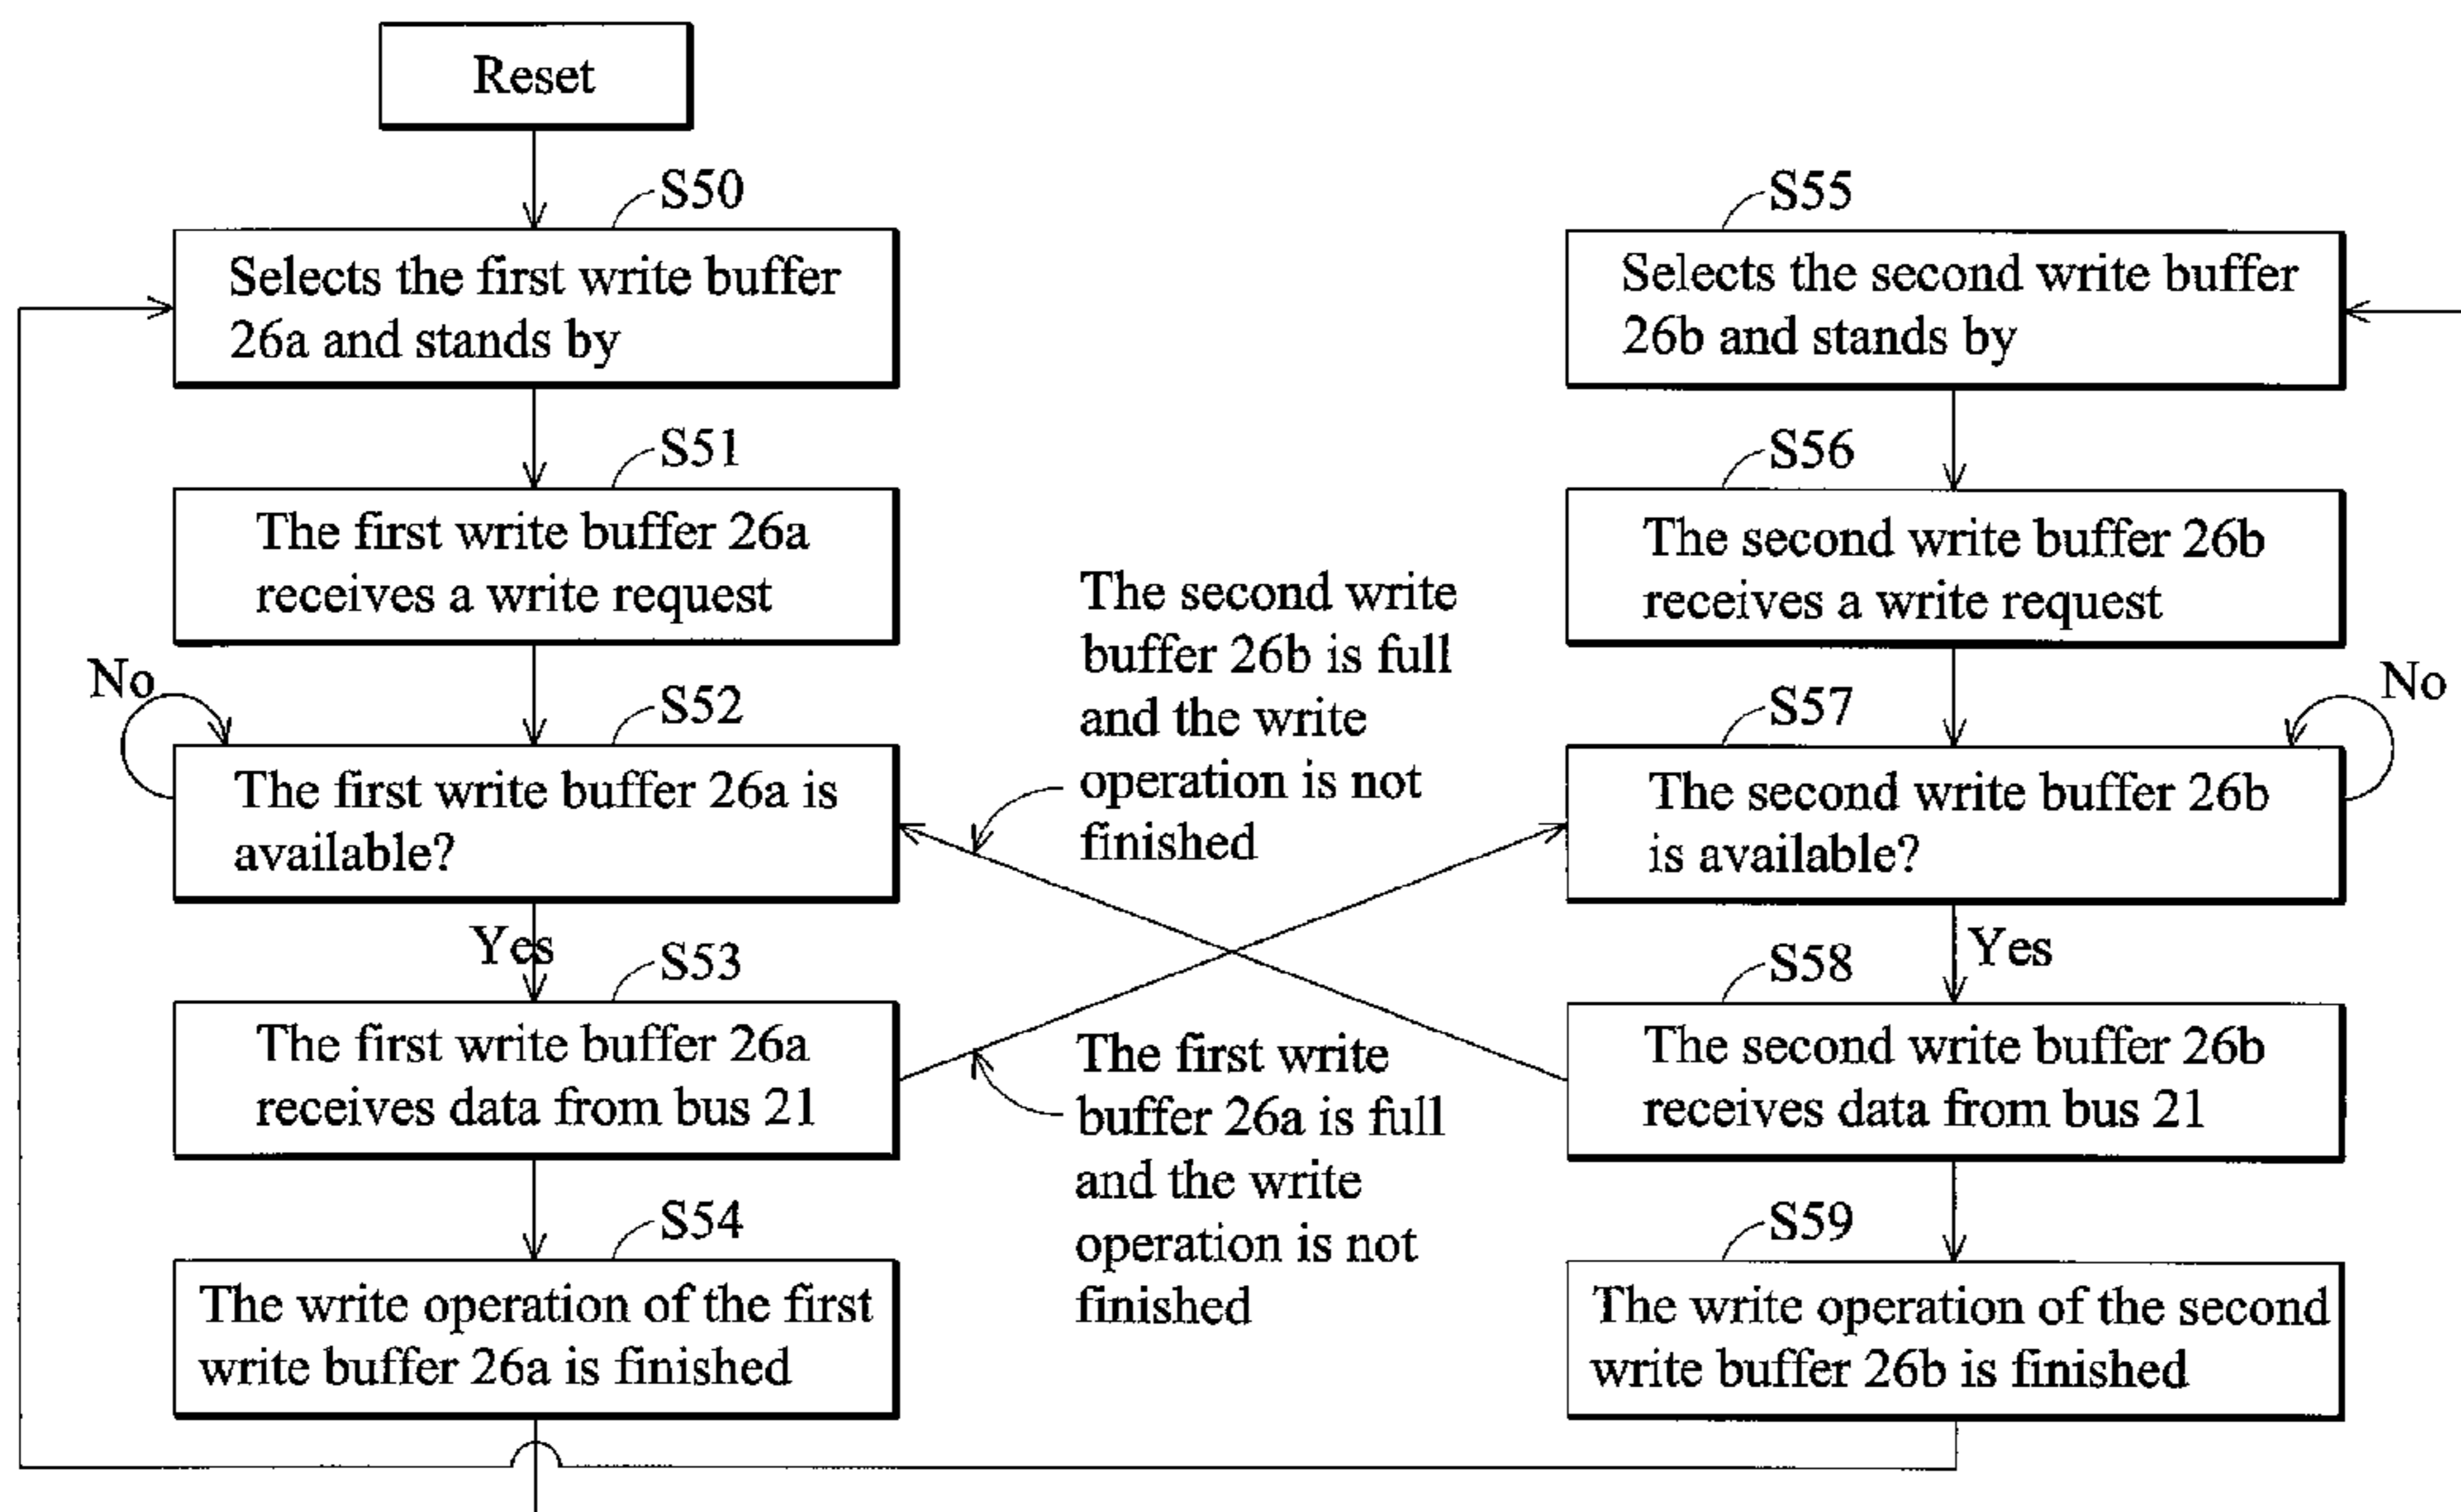 Reset
S50
Selects the first write buffer
26a and stands by
S51
The first write buffer 26a
receives a write request
No
S52
The first write buffer 26a is
available?
Yes
S53
The first write buffer 26a
receives data from bus 21
S54
The write operation of the first
write buffer 26a is finished
The second write
buffer 26b is full
and the write
operation is not
finished
The first write
buffer 26a is full
and the write
operation is not
finished
S55
Selects the second write buffer
26b and stands by
S56
The second write buffer 26b
receives a write request
S57
No
The second write buffer 26b
is available?
Yes
S58
The second write buffer 26b
receives data from bus 21
S59
The write operation of the second
write buffer 26b is finished